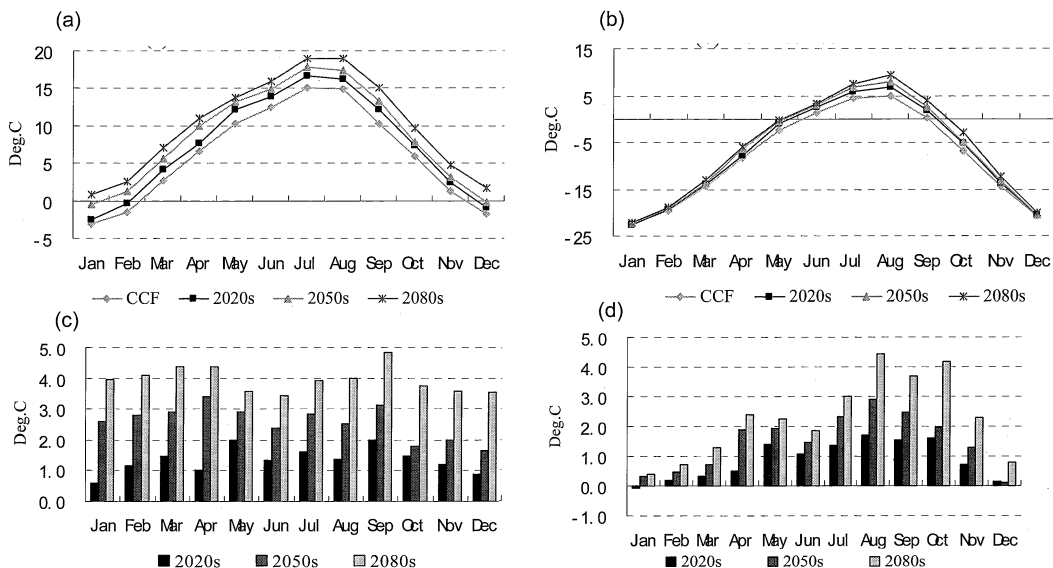 (a)
20
15
10
5
0
-5
Deg.C
Jan Feb Mar Apr May Jun Jul Aug Sep Oct Nov Dec
CCF 2020s 2050s 2080s
(b)
15
5
-5
-15
-25
Deg.C
Jan Feb Mar Apr May Jun Jul Aug Sep Oct Nov Dec
CCF 2020s 2050s 2080s
(c)
5.0
4.0
3.0
2.0
1.0
0.0
Deg.C
Jan Feb Mar Apr May Jun Jul Aug Sep Oct Nov Dec
2020s 2050s 2080s
(d)
5.0
4.0
3.0
2.0
1.0
0.0
-1.0
Deg.C
Jan Feb Mar Apr May Jun Jul Aug Sep Oct Nov Dec
2020s 2050s 2080s